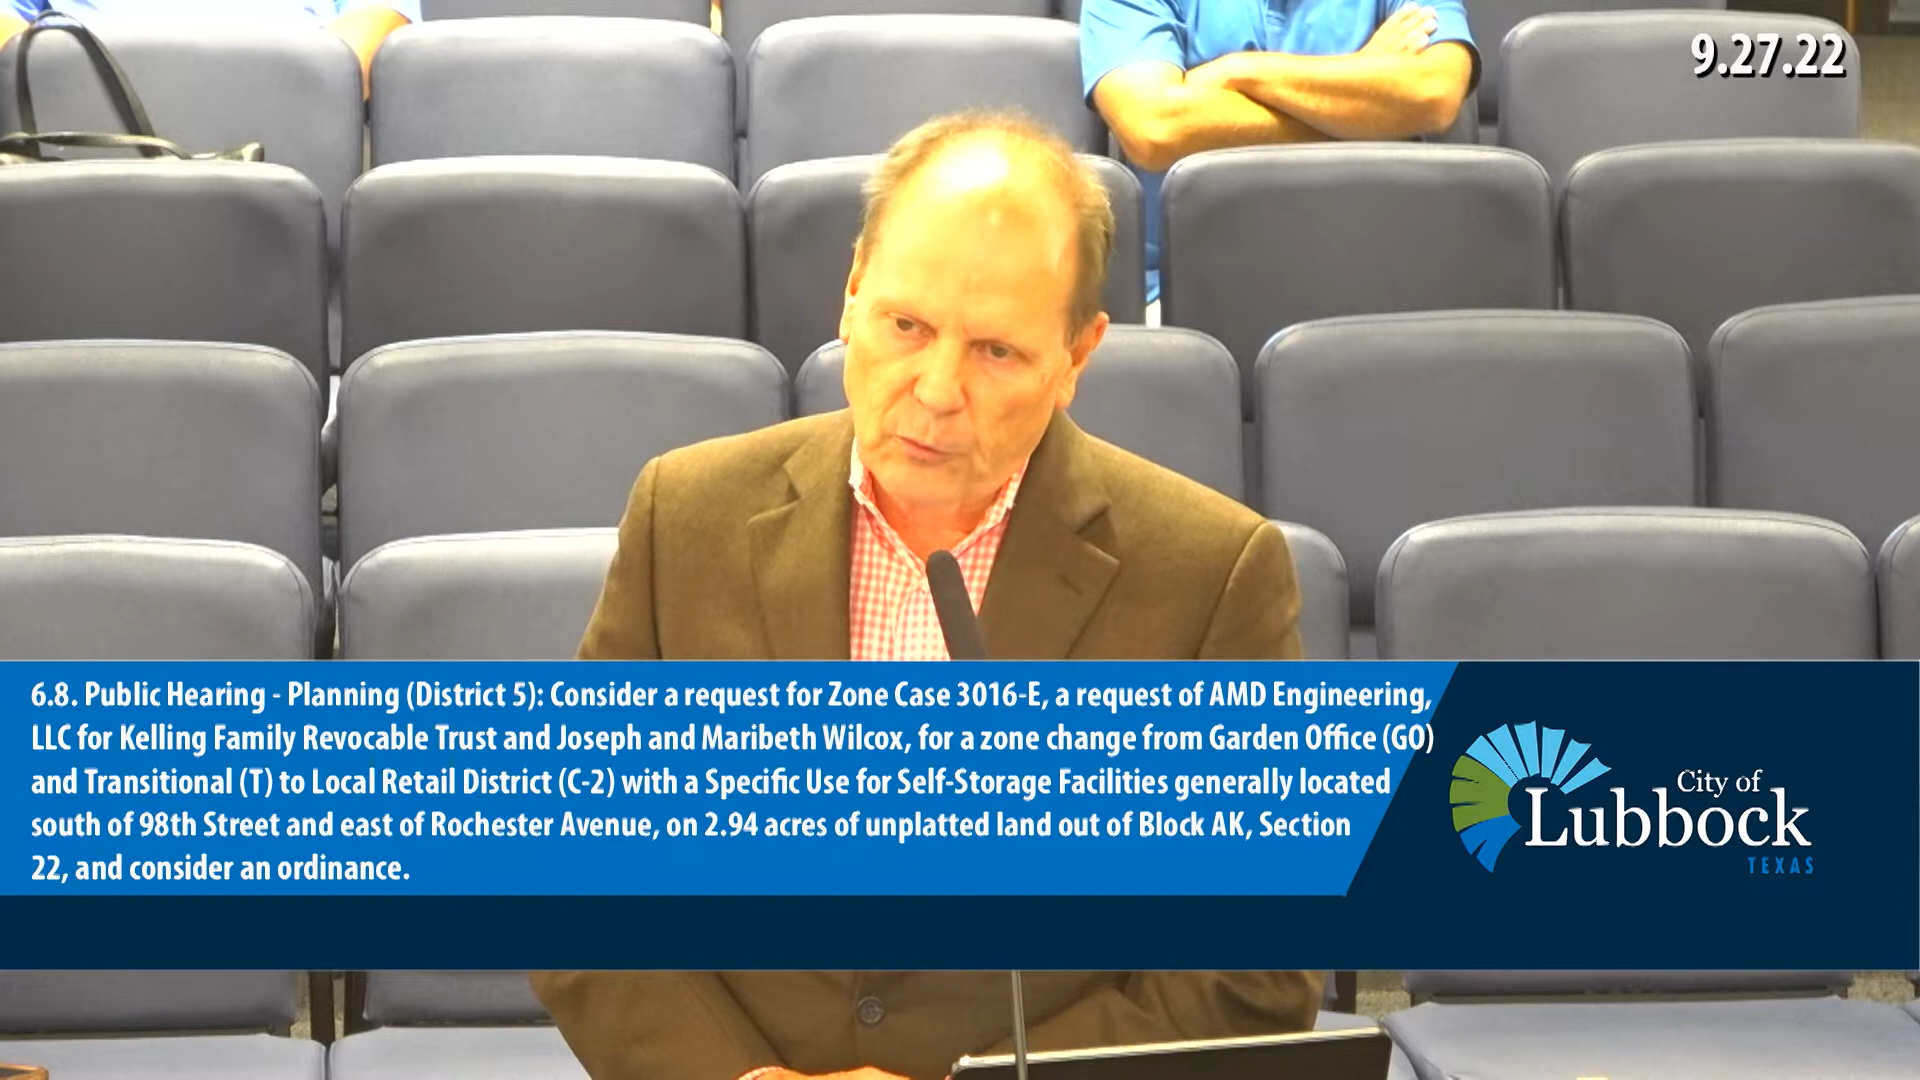 9.27.22
6.8. Public Hearing - Planning (District 5): Consider a request for Zone Case 3016-E, a request of AMD Engineering,
LLC for Kelling Family Revocable Trust and Joseph and Maribeth Wilcox, for a zone change from Garden Office (GO)
and Transitional (T) to Local Retail District (C-2) with a Specific Use for Self-Storage Facilities generally located
south of 98th Street and east of Rochester Avenue, on 2.94 acres of unplatted land out of Block AK, Section
22, and consider an ordinance.
City of
Lubbock
TEXAS